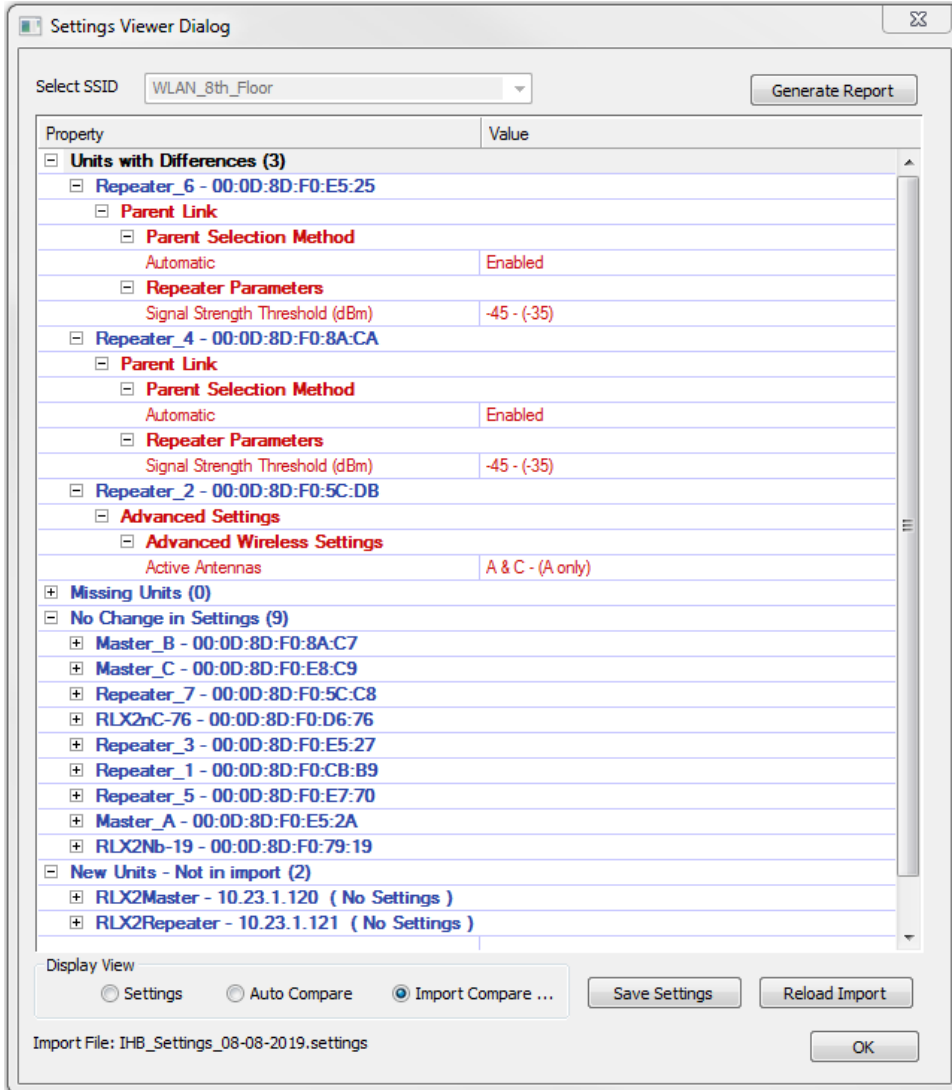 Settings Viewer Dialog
Select SSID WLAN_8th_Floor Generate Report
Property Value
Units with Differences (3)
Repeater_6 - 00:0D:8D:F0:E5:25
Parent Link
Parent Selection Method
Automatic Enabled
Repeater Parameters
Signal Strength Threshold (dBm) -45 - (-35)
Repeater_4 - 00:0D:8D:F0:8A:CA
Parent Link
Parent Selection Method
Automatic Enabled
Repeater Parameters
Signal Strength Threshold (dBm) -45 - (-35)
Repeater_2 - 00:0D:8D:F0:5C:DB
Advanced Settings
Advanced Wireless Settings
Active Antennas A & C - (A only)
Missing Units (0)
No Change in Settings (9)
Master_B - 00:0D:8D:F0:8A:C7
Master_C - 00:0D:8D:F0:E8:C9
Repeater_7 - 00:0D:8D:F0:5C:C8
RLX2nC-76 - 00:0D:8D:F0:D6:76
Repeater_3 - 00:0D:8D:F0:E5:27
Repeater_1 - 00:0D:8D:F0:CB:B9
Repeater_5 - 00:0D:8D:F0:E7:70
Master_A - 00:0D:8D:F0:E5:2A
RLX2Nb-19 - 00:0D:8D:F0:79:19
New Units - Not in import (2)
RLX2Master - 10.23.1.120 ( No Settings )
RLX2Repeater - 10.23.1.121 ( No Settings )
Display View
Settings Auto Compare Import Compare ... Save Settings Reload Import
Import File: IHB_Settings_08-08-2019.settings OK